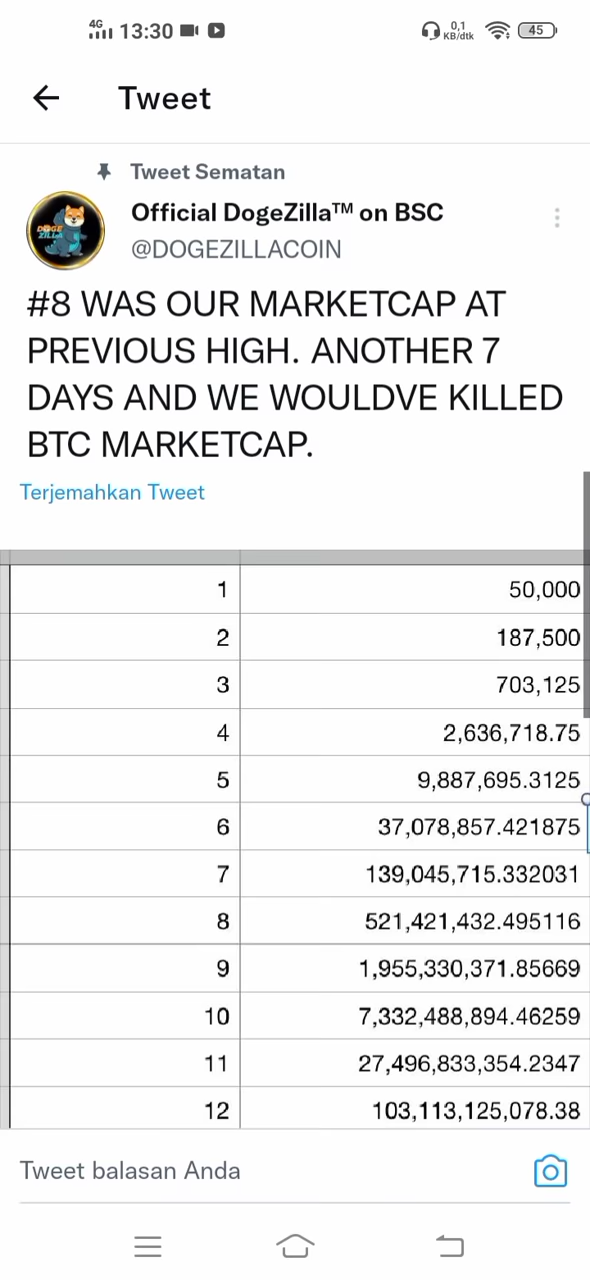 4G 13:30 0,1 KB/dtk 45
Tweet
Tweet Sematan
DOGE ZILLA Official DogeZilla™ on BSC
@DOGEZILLACOIN
#8 WAS OUR MARKETCAP AT
PREVIOUS HIGH. ANOTHER 7
DAYS AND WE WOULDVE KILLED
BTC MARKETCAP.
Terjemahkan Tweet
1 50,000
2 187,500
3 703,125
4 2,636,718.75
5 9,887,695.3125
6 37,078,857.421875
7 139,045,715.332031
8 521,421,432.495116
9 1,955,330,371.85669
10 7,332,488,894.46259
11 27,496,833,354.2347
12 103,113,125,078.38
Tweet balasan Anda